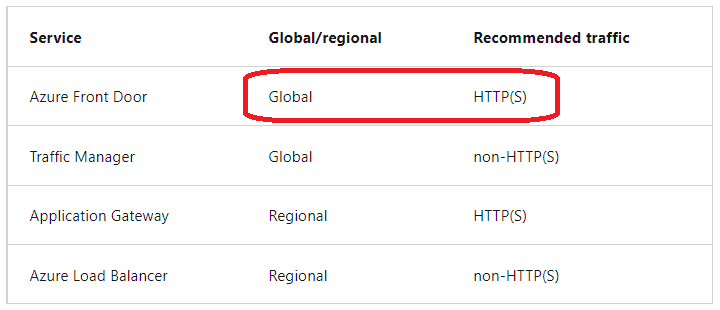 Service Global/regional Recommended traffic
Azure Front Door Global HTTP(S)
Traffic Manager Global non-HTTP(S)
Application Gateway Regional HTTP(S)
Azure Load Balancer Regional non-HTTP(S)